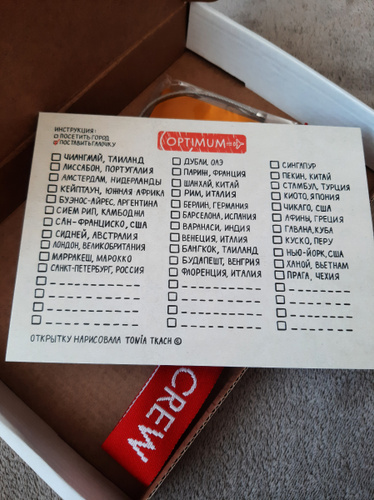 ИНСТРУКЦИЯ:
ПОСЕТИТЬ ГОРОД
ПОСТАВИТЬ ГАЛОЧКУ
OPTIMUM
ЧИАНГМАЙ, ТАИЛАНД
ЛИССАБОН, ПОРТУГАЛИЯ
АМСТЕРДАМ, НИДЕРЛАНДЫ
КЕЙПТАУН, ЮЖНАЯ АФРИКА
БУЭНОС-АЙРЕС, АРГЕНТИНА
СИЕМ РИП, КАМБОДЖА
САН-ФРАНЦИСКО, США
СИДНЕЙ, АВСТРАЛИЯ
ЛОНДОН, ВЕЛИКОБРИТАНИЯ
МАРРАКЕШ, МАРОККО
САНКТ-ПЕТЕРБУРГ, РОССИЯ
ДУБАИ, ОАЭ
ПАРИЖ, ФРАНЦИЯ
ШАНХАЙ, КИТАЙ
РИМ, ИТАЛИЯ
БЕРЛИН, ГЕРМАНИЯ
БАРСЕЛОНА, ИСПАНИЯ
ВАРАНАСИ, ИНДИЯ
ВЕНЕЦИЯ, ИТАЛИЯ
БАНГКОК, ТАИЛАНД
БУДАПЕШТ, ВЕНГРИЯ
ФЛОРЕНЦИЯ, ИТАЛИЯ
СИНГАПУР
ПЕКИН, КИТАЙ
СТАМБУЛ, ТУРЦИЯ
КИОТО, ЯПОНИЯ
ЧИКАГО, США
АФИНЫ, ГРЕЦИЯ
ГАВАНА, КУБА
КУСКО, ПЕРУ
НЬЮ-ЙОРК, США
ХАНОЙ, ВЬЕТНАМ
ПРАГА, ЧЕХИЯ
ОТКРЫТКУ НАРИСОВАЛА TONIA TKACH ©
CREW